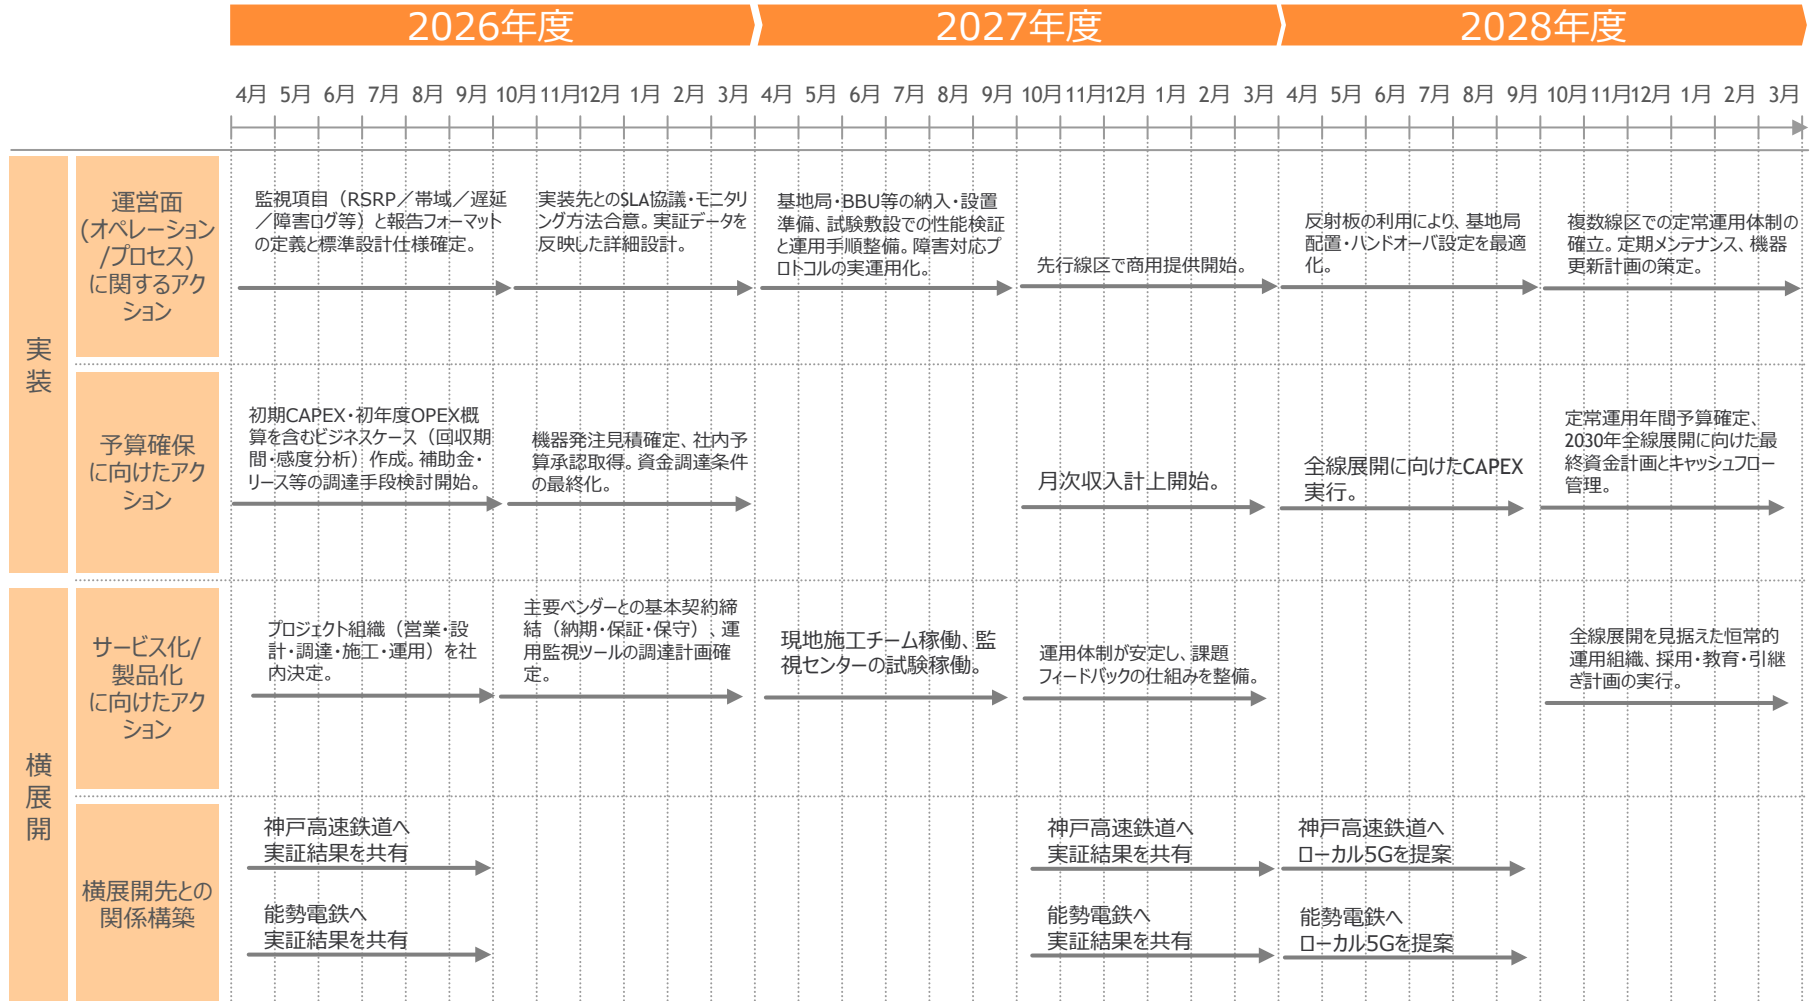 2026年度
2027年度
2028年度
4月 5月 6月 7月 8月 9月 10月 11月 12月 1月 2月 3月 4月 5月 6月 7月 8月 9月 10月 11月 12月 1月 2月 3月 4月 5月 6月 7月 8月 9月 10月 11月 12月 1月 2月 3月
実
装
運営面
(オペレーション
/プロセス)
に関するアク
ション
監視項目（RSRP／帯域／遅延
／障害ログ等）と報告フォーマット
の定義と標準設計仕様確定。
実装先とのSLA協議・モニタリ
ング方法合意。実証データを
反映した詳細設計。
基地局・BBU等の納入・設置
準備、試験敷設での性能検証
と運用手順整備。障害対応プ
ロトコルの実運用化。
先行線区で商用提供開始。
反射板の利用により、基地局
配置・ハンドオーバ設定を最適
化。
複数線区での定常運用体制の
確立。定期メンテナンス、機器
更新計画の策定。
予算確保
に向けたアク
ション
初期CAPEX・初年度OPEX概
算を含むビジネスケース（回収期
間・感度分析）作成。補助金・
リース等の調達手段検討開始。
機器発注見積確定、社内予
算承認取得。資金調達条件
の最終化。
月次収入計上開始。
全線展開に向けたCAPEX
実行。
定常運用年間予算確定、
2030年全線展開に向けた最
終資金計画とキャッシュフロー
管理。
横
展
開
サービス化/
製品化
に向けたアク
ション
プロジェクト組織（営業・設
計・調達・施工・運用）を社
内決定。
主要ベンダーとの基本契約締
結（納期・保証・保守）、運
用監視ツールの調達計画確
定。
現地施工チーム稼働、監
視センターの試験稼働。
運用体制が安定し、課題
フィードバックの仕組みを整備。
全線展開を見据えた恒常的
運用組織、採用・教育・引継
ぎ計画の実行。
横展開先との
関係構築
神戸高速鉄道へ
実証結果を共有
能勢電鉄へ
実証結果を共有
神戸高速鉄道へ
実証結果を共有
能勢電鉄へ
実証結果を共有
神戸高速鉄道へ
ローカル5Gを提案
能勢電鉄へ
ローカル5Gを提案